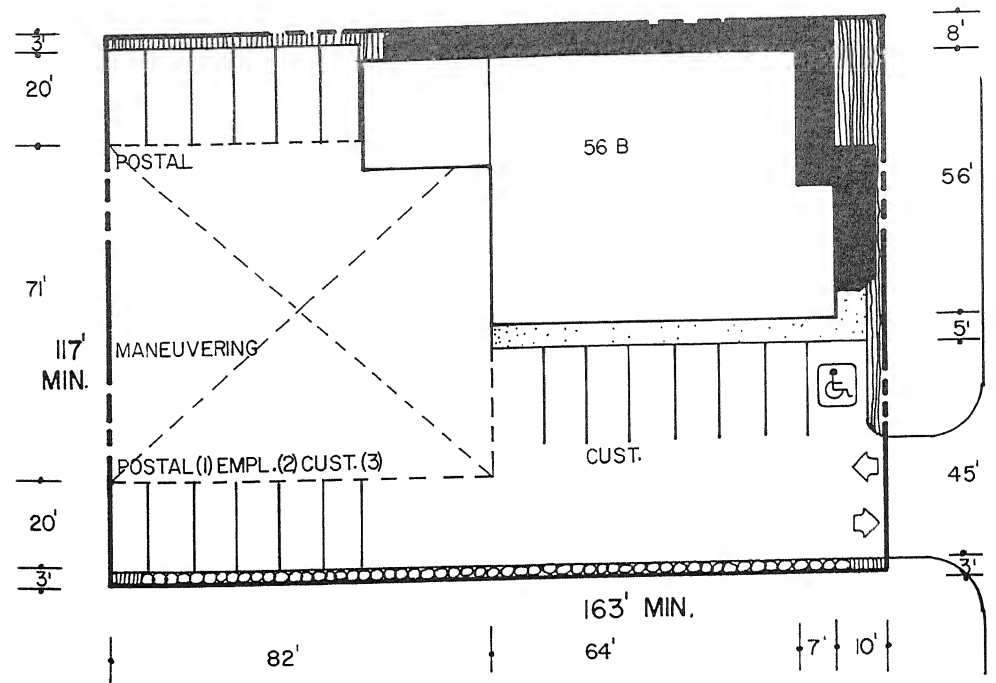 3'
8'
20'
POSTAL
56 B
56'
71'
MANEUVERING
117'
MIN.
5'
POSTAL (1) EMPL. (2) CUST. (3)
CUST.
45'
20'
3'
3'
163' MIN.
82'
64'
7'
10'